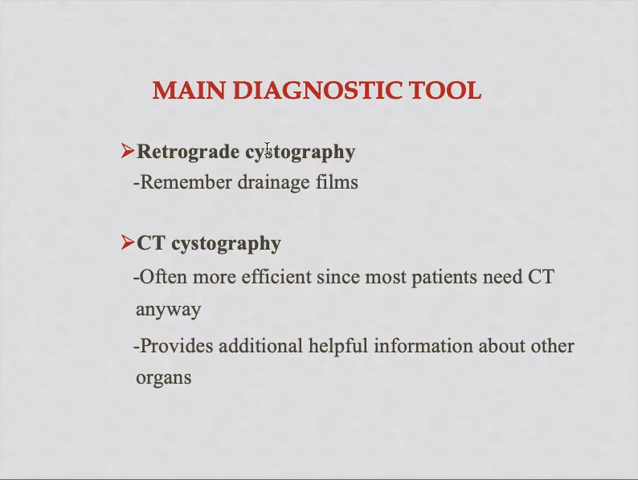 MAIN DIAGNOSTIC TOOL
Retrograde cystography
-Remember drainage films
CT cystography
-Often more efficient since most patients need CT
anyway
-Provides additional helpful information about other
organs